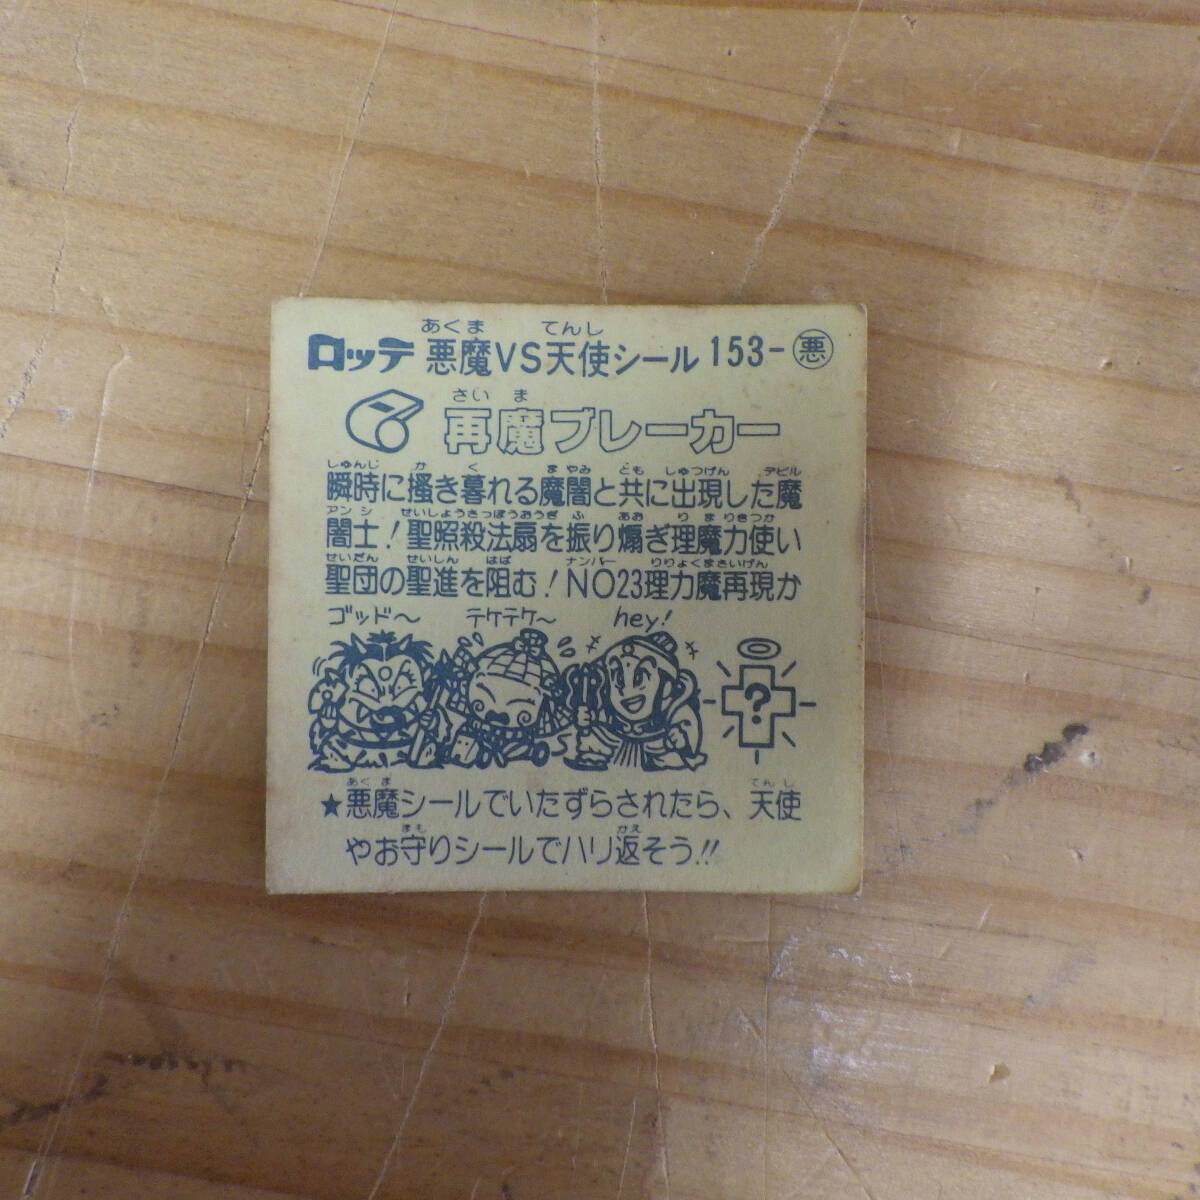 あくま てんし
ロッテ 悪魔VS天使シール 153-悪
さい ま
再魔ブレーカー
しゅんじ か く ま やみ とも しゅつげん デビル
瞬時に掻き暮れる魔闇と共に出現した魔
アンシ せいしょうさっぽうおうぎ ふ あお り まりきつか
闇士!聖照殺法扇を振り煽ぎ理魔力使い
せいだん せいしん はば ナンバー りりょくまさいげん
聖団の聖進を阻む!NO23理力魔再現か
ゴッド〜 テケテケ〜 hey!
?
あく ま てんし
★悪魔シールでいたずらされたら、天使
まも かえ
やお守りシールでハリ返そう!!